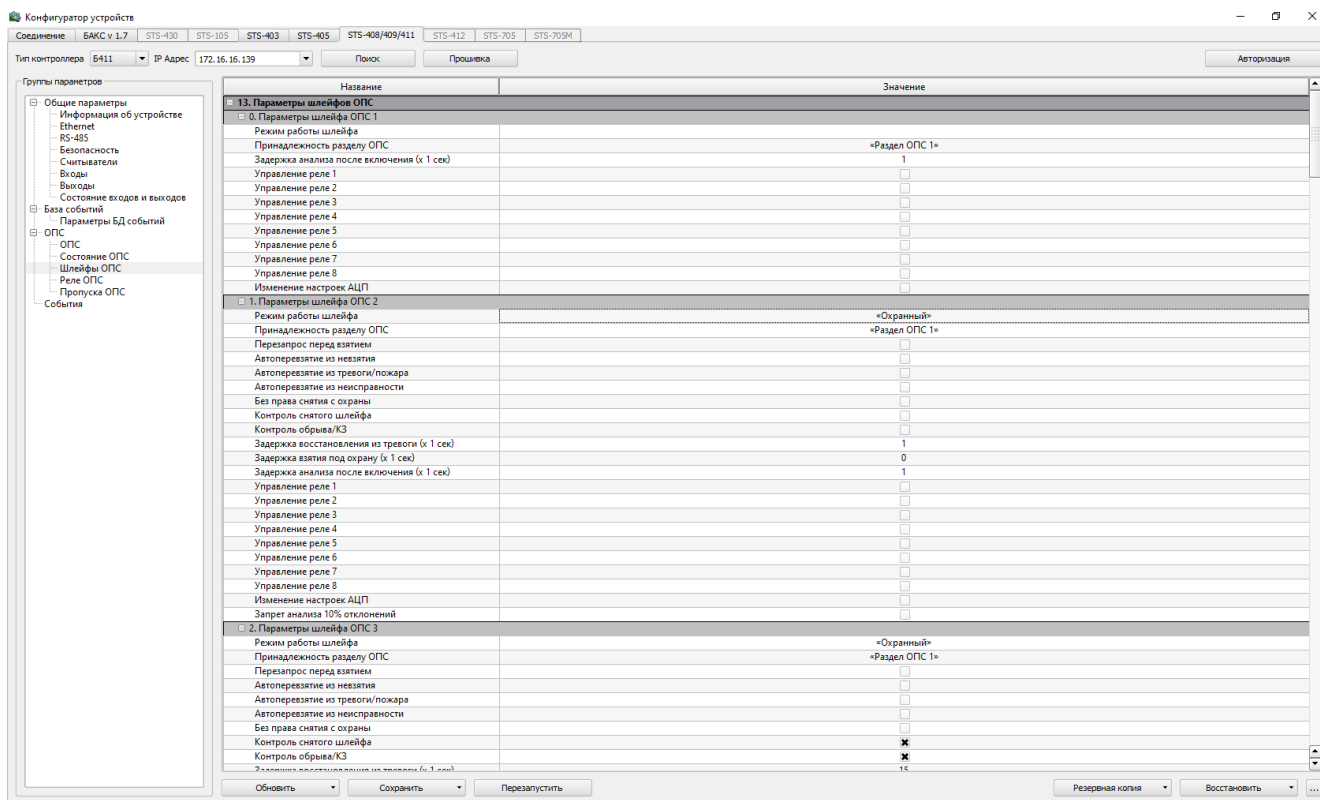 Конфигуратор устройств
Соединение БАКС v 1.7 STS-430 STS-105 STS-403 STS-405 STS-408/409/411 STS-412 STS-705 STS-705M
Тип контроллера Б411 IP Адрес 172.16.16.139 Поиск Прошивка Авторизация
Группы параметров
Общие параметры
Информация об устройстве
Ethernet
RS-485
Безопасность
Считыватели
Входы
Выходы
Состояние входов и выходов
База событий
Параметры БД событий
ОПС
ОПС
Состояние ОПС
Шлейфы ОПС
Реле ОПС
Пропуска ОПС
События
Название Значение
13. Параметры шлейфов ОПС
0. Параметры шлейфа ОПС 1
Режим работы шлейфа
Принадлежность разделу ОПС «Раздел ОПС 1»
Задержка анализа после включения (x 1 сек) 1
Управление реле 1
Управление реле 2
Управление реле 3
Управление реле 4
Управление реле 5
Управление реле 6
Управление реле 7
Управление реле 8
Изменение настроек АЦП
1. Параметры шлейфа ОПС 2
Режим работы шлейфа «Охранный»
Принадлежность разделу ОПС «Раздел ОПС 1»
Перезапрос перед взятием
Автоперевзятие из невзятия
Автоперевзятие из тревоги/пожара
Автоперевзятие из неисправности
Без права снятия с охраны
Контроль снятого шлейфа
Контроль обрыва/КЗ
Задержка восстановления из тревоги (x 1 сек) 1
Задержка взятия под охрану (x 1 сек) 0
Задержка анализа после включения (x 1 сек) 1
Управление реле 1
Управление реле 2
Управление реле 3
Управление реле 4
Управление реле 5
Управление реле 6
Управление реле 7
Управление реле 8
Изменение настроек АЦП
Запрет анализа 10% отклонений
2. Параметры шлейфа ОПС 3
Режим работы шлейфа «Охранный»
Принадлежность разделу ОПС «Раздел ОПС 1»
Перезапрос перед взятием
Автоперевзятие из невзятия
Автоперевзятие из тревоги/пожара
Автоперевзятие из неисправности
Без права снятия с охраны
Контроль снятого шлейфа
Контроль обрыва/КЗ
Задержка восстановления из тревоги (x 1 сек) 15
Обновить Сохранить Перезапустить Резервная копия Восстановить ...